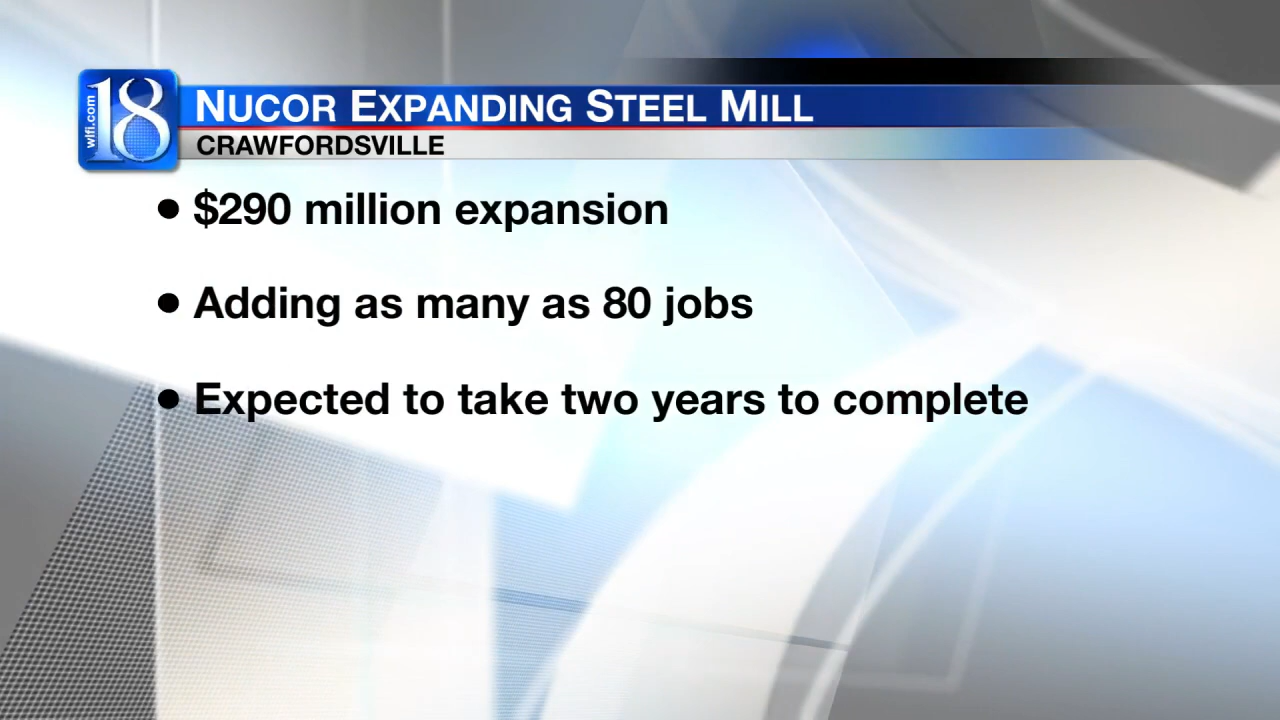 wlfi.com
18
NUCOR EXPANDING STEEL MILL
CRAWFORDSVILLE
• $290 million expansion
• Adding as many as 80 jobs
• Expected to take two years to complete